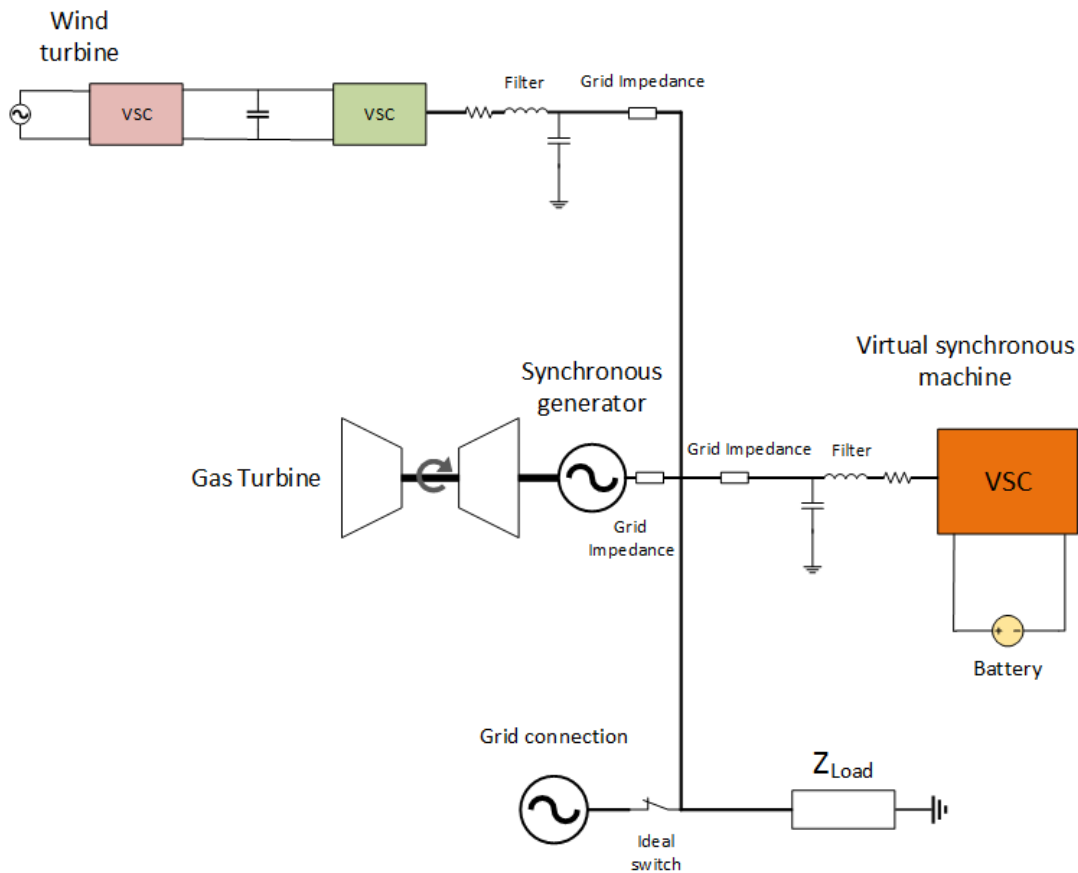 Wind
turbine
VSC
VSC
Filter
Grid Impedance
Virtual synchronous
machine
Synchronous
generator
Gas Turbine
Grid Impedance
Filter
VSC
Grid
Impedance
Battery
Grid connection
ZLoad
Ideal
switch